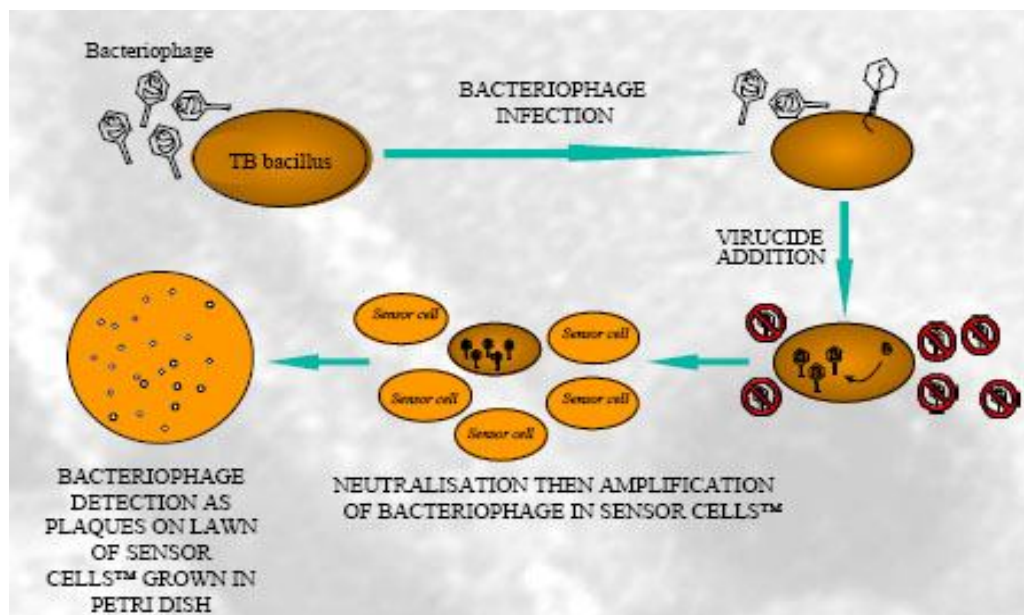 Bacteriophage
TB bacillus
BACTERIOPHAGE
INFECTION
VIRUCIDE
ADDITION
Sensor cell
Sensor cell
Sensor cell
Sensor cell
Sensor cell
NEUTRALISATION THEN AMPLIFICATION
OF BACTERIOPHAGE IN SENSOR CELLS™
BACTERIOPHAGE
DETECTION AS
PLAQUES ON LAWN
OF SENSOR
CELLS™ GROWN IN
PETRI DISH